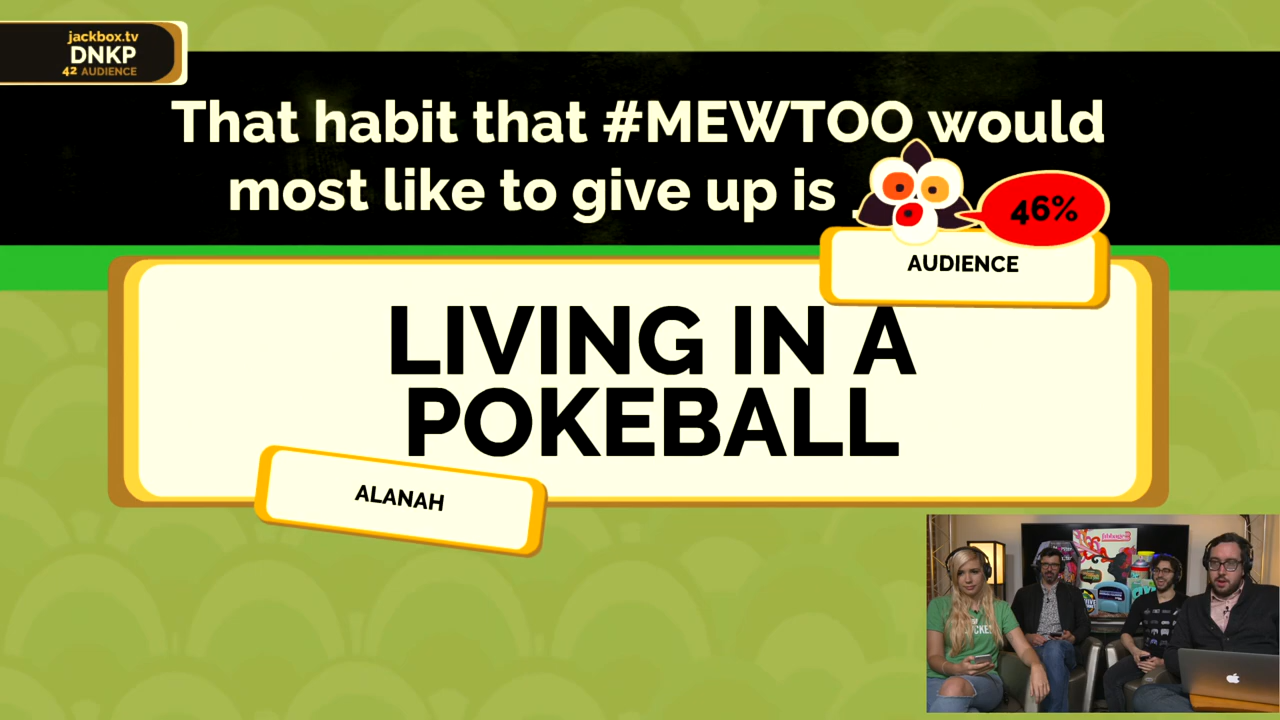 jackbox.tv
DNKP
42 AUDIENCE
That habit that #MEWTOO would
most like to give up is
46%
AUDIENCE
LIVING IN A
POKEBALL
ALANAH